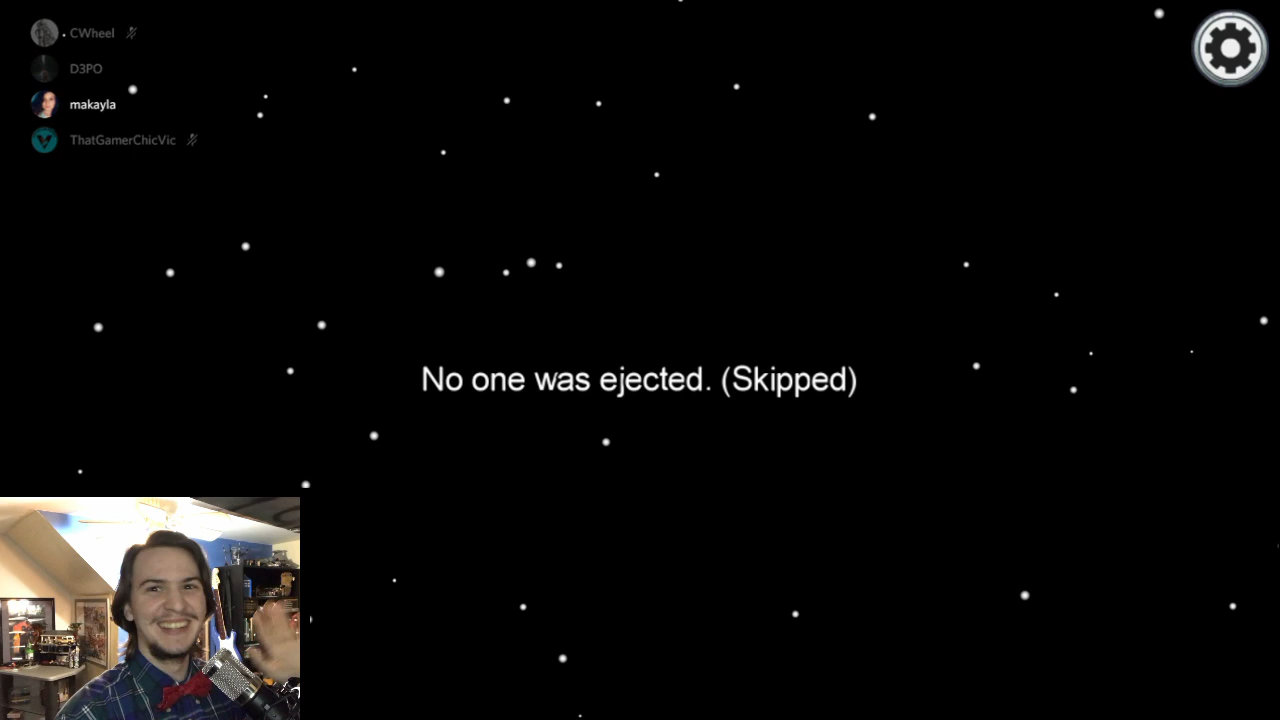 CWheel
D3PO
makayla
ThatGamerChicVic
No one was ejected. (Skipped)